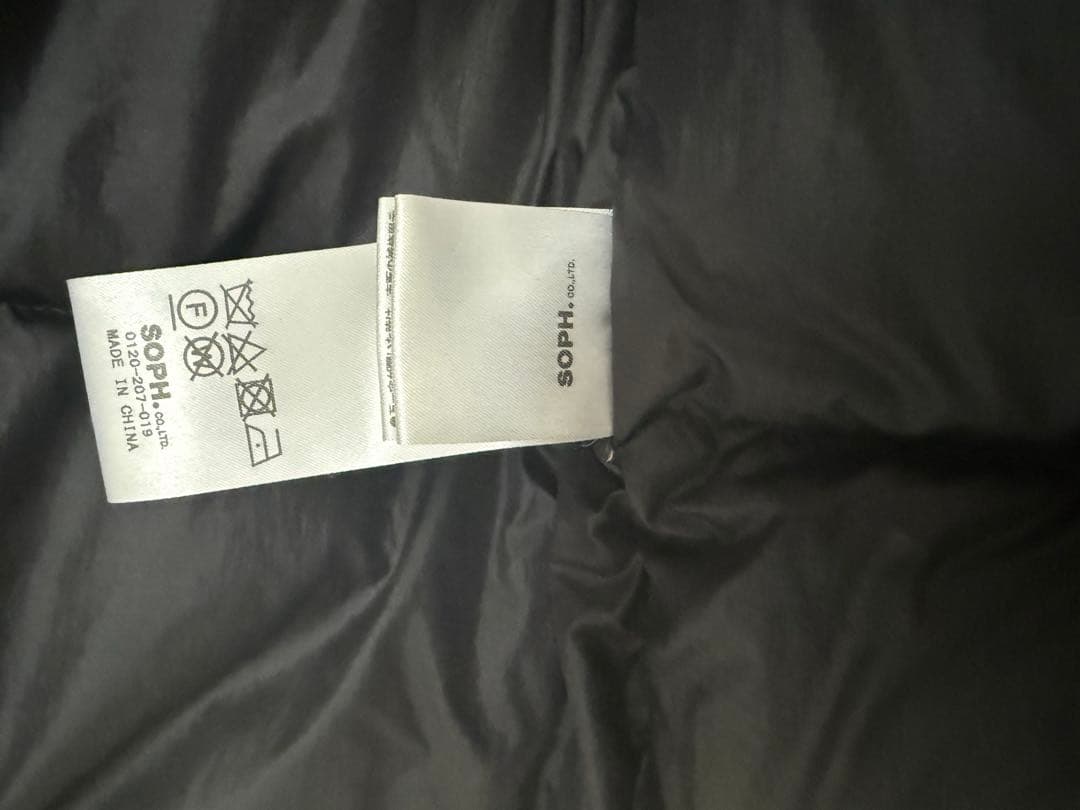 SOPH. CO.,LTD.
SOPH. CO.,LTD.
0120-207-019
MADE IN CHINA
F
W